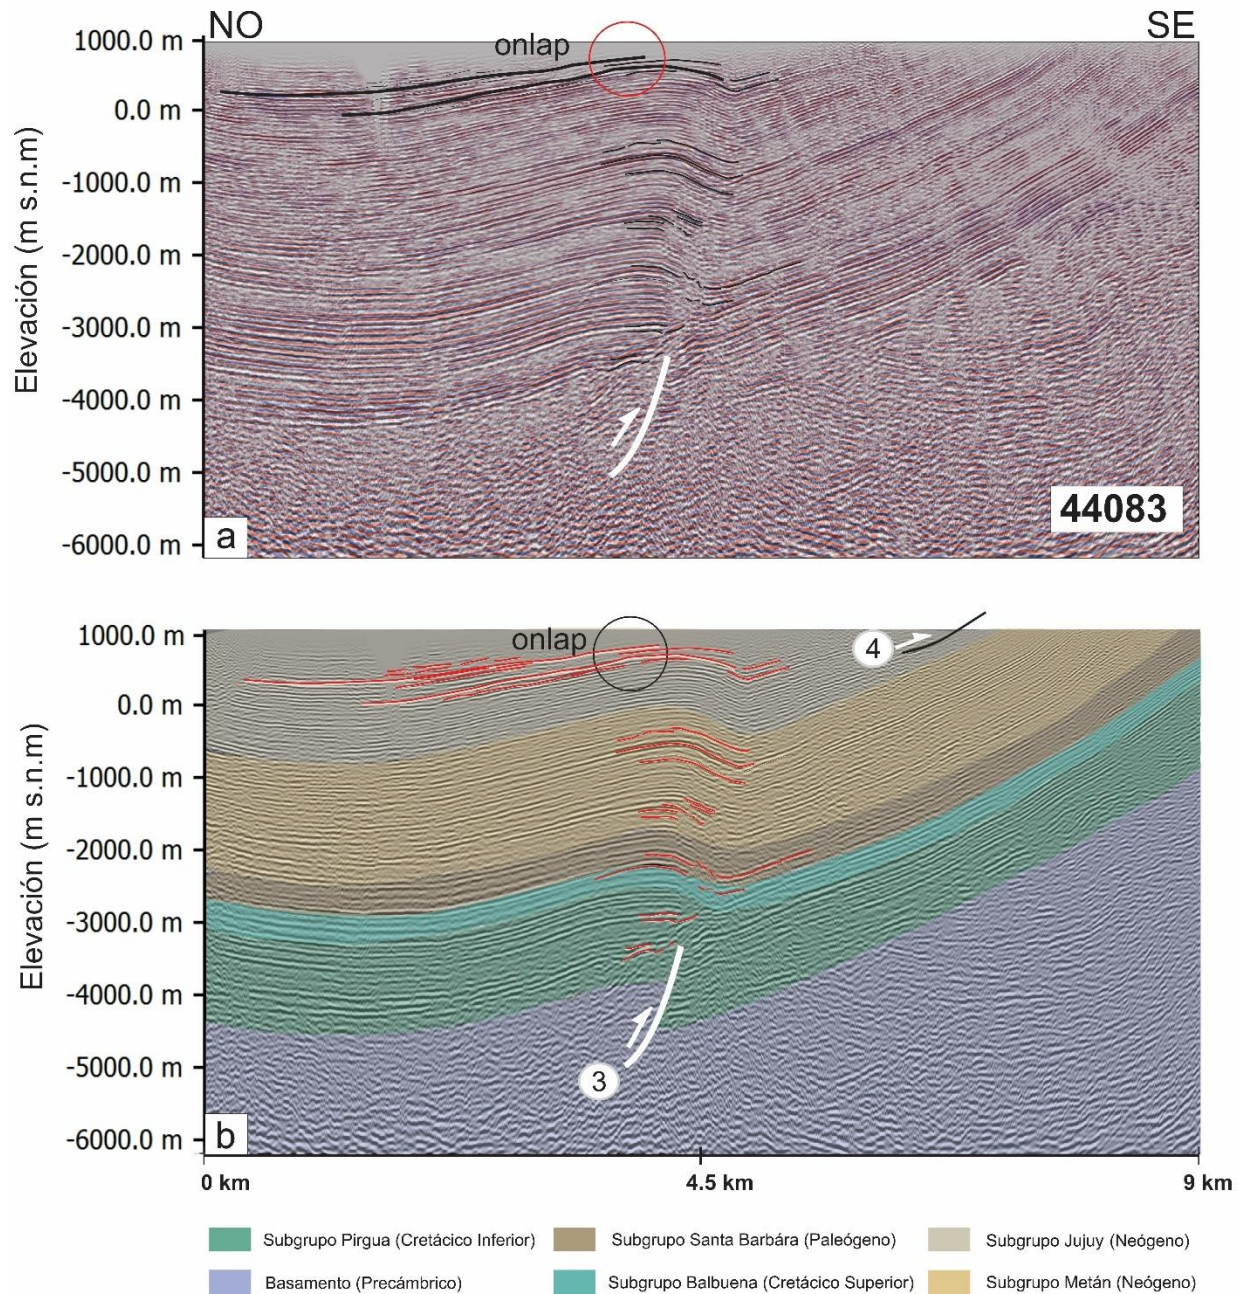 NO
SE
onlap
1000.0 m
0.0 m
-1000.0 m
-2000.0 m
-3000.0 m
-4000.0 m
-5000.0 m
-6000.0 m
Elevación (m s.n.m)
44083
a
onlap
4
1000.0 m
0.0 m
-1000.0 m
-2000.0 m
-3000.0 m
-4000.0 m
-5000.0 m
-6000.0 m
Elevación (m s.n.m)
3
b
0 km
4.5 km
9 km
Subgrupo Pirgua (Cretácico Inferior)
Subgrupo Santa Barbára (Paleógeno)
Subgrupo Jujuy (Neógeno)
Basamento (Precámbrico)
Subgrupo Balbuena (Cretácico Superior)
Subgrupo Metán (Neógeno)